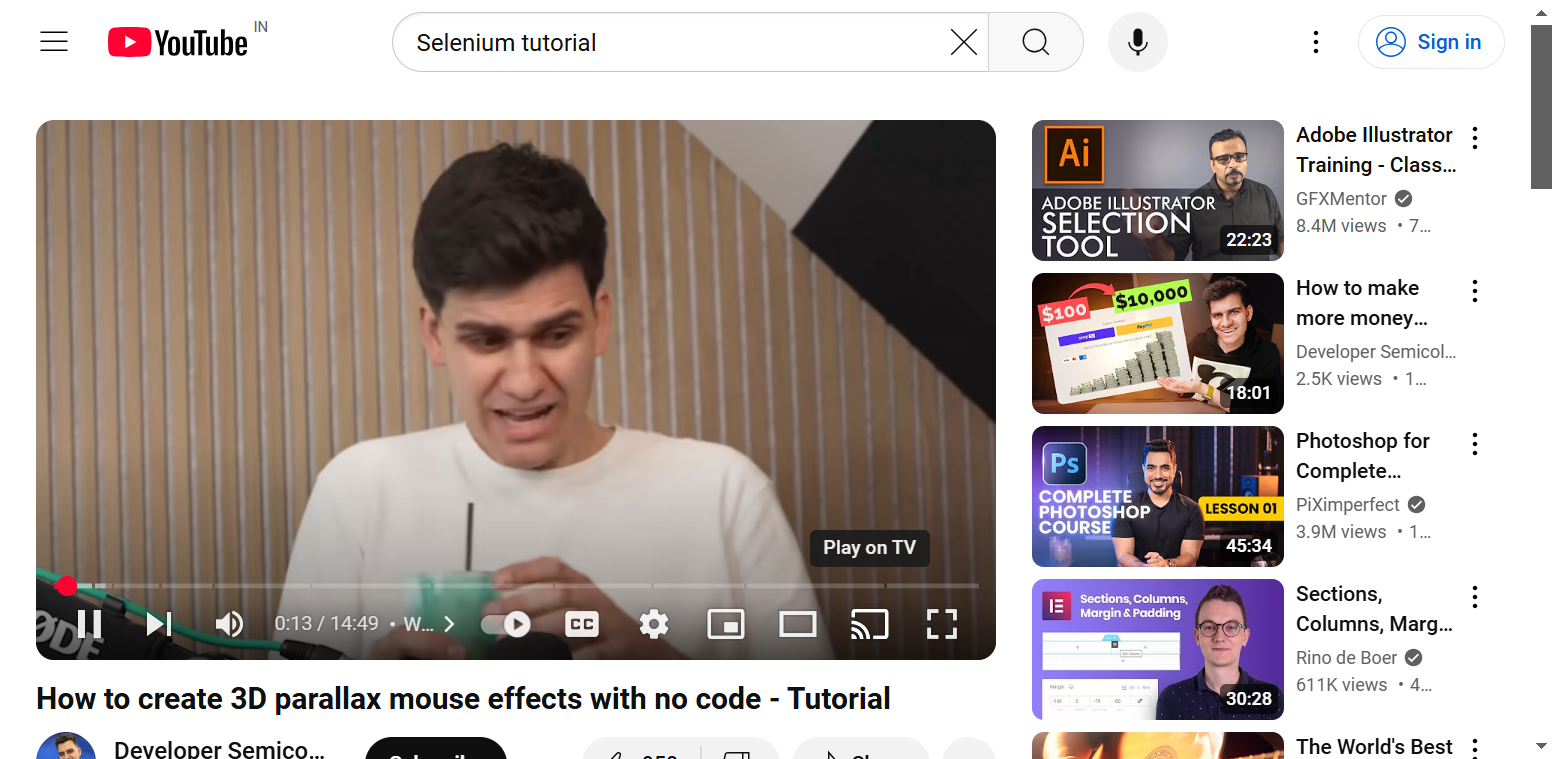 YouTube IN
Selenium tutorial
Sign in
Play on TV
0:13 / 14:49 • W...
CC
How to create 3D parallax mouse effects with no code - Tutorial
Developer Semico...
Ai
ADOBE ILLUSTRATOR
SELECTION
TOOL
22:23
Adobe Illustrator
Training - Class...
GFXMentor
8.4M views • 7...
$100
$10,000
PayPal
18:01
How to make
more money...
Developer Semicol...
2.5K views • 1...
Ps
COMPLETE
PHOTOSHOP
COURSE
LESSON 01
45:34
Photoshop for
Complete...
PiXimperfect
3.9M views • 1...
Sections, Columns,
Margin & Padding
Margin
30:28
Sections,
Columns, Marg...
Rino de Boer
611K views • 4...
The World's Best